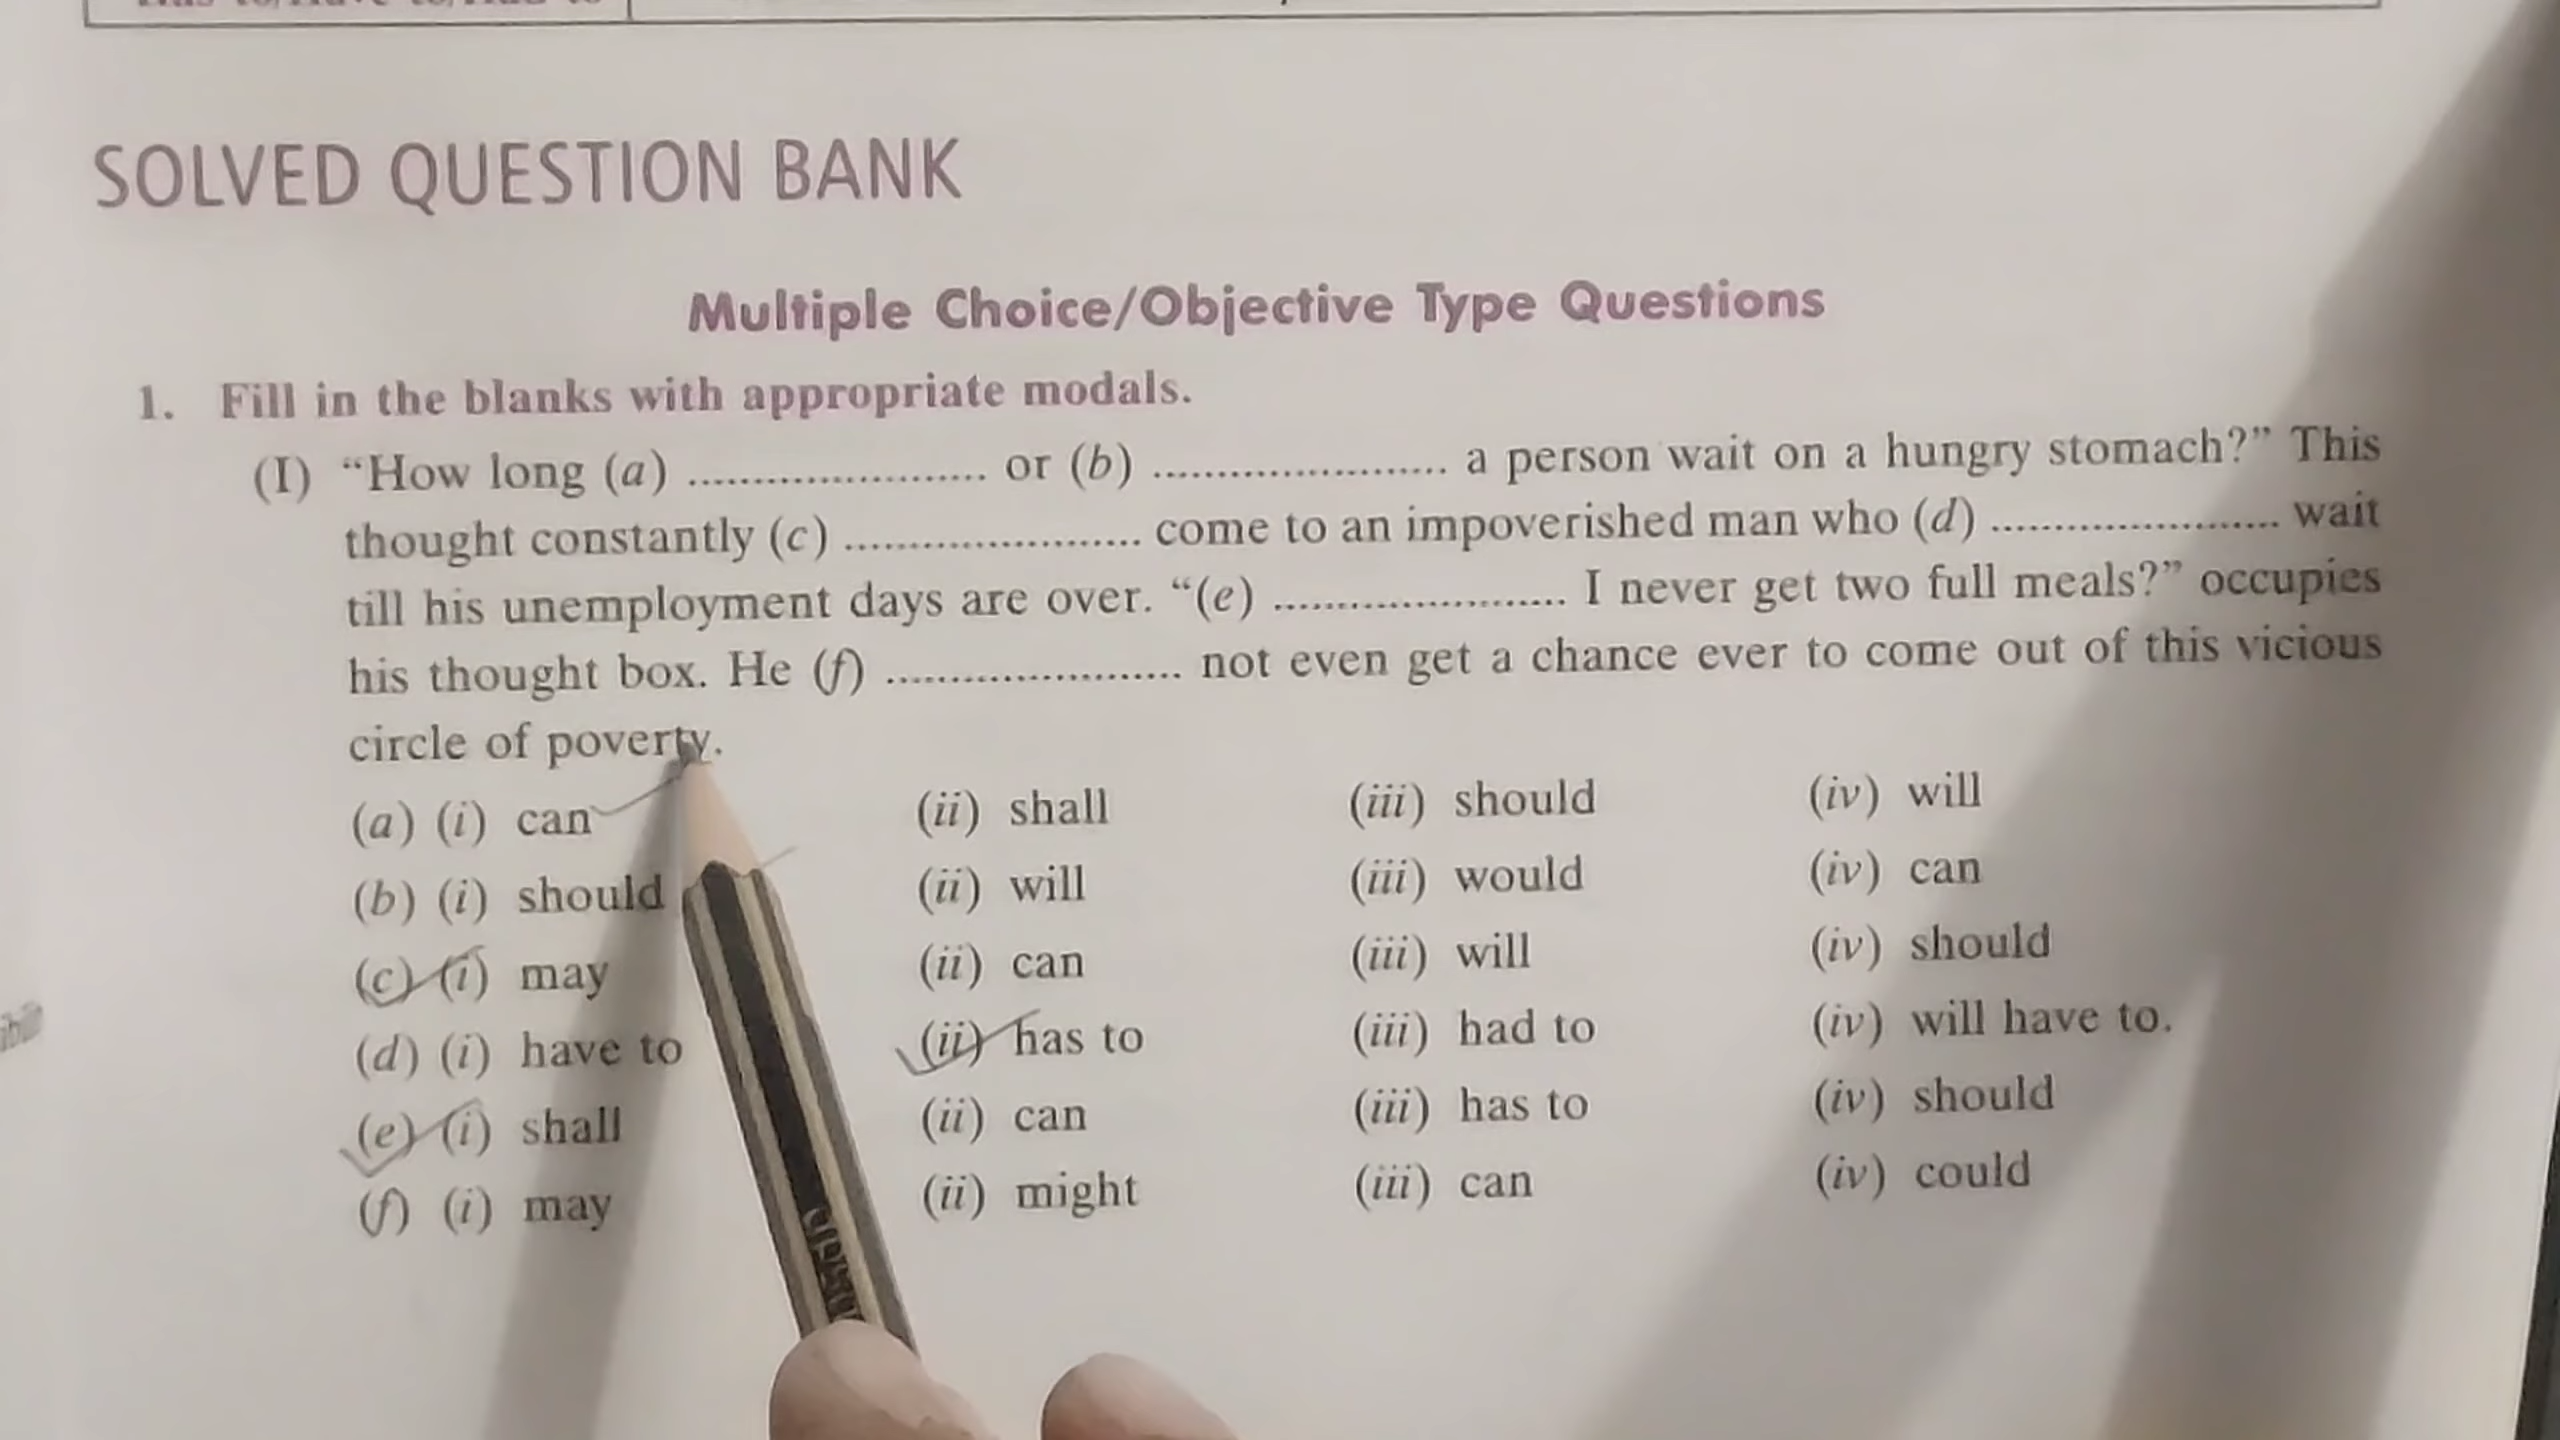 SOLVED QUESTION BANK
Multiple Choice/Objective Type Questions
1. Fill in the blanks with appropriate modals.
(I) “How long (a) ....................... or (b) ....................... a person wait on a hungry stomach?” This
thought constantly (c) ....................... come to an impoverished man who (d) ....................... wait
till his unemployment days are over. “(e) ....................... I never get two full meals?” occupies
his thought box. He (f) ....................... not even get a chance ever to come out of this vicious
circle of poverty.
(a) (i) can (ii) shall (iii) should (iv) will
(b) (i) should (ii) will (iii) would (iv) can
(c) (i) may (ii) can (iii) will (iv) should
(d) (i) have to (ii) has to (iii) had to (iv) will have to.
(e) (i) shall (ii) can (iii) has to (iv) should
(f) (i) may (ii) might (iii) can (iv) could